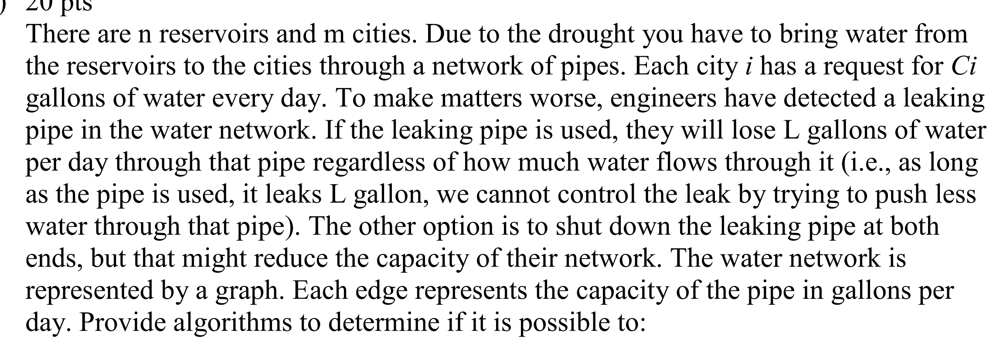 ) 20 pts
There are n reservoirs and m cities. Due to the drought you have to bring water from
the reservoirs to the cities through a network of pipes. Each city i has a request for Ci
gallons of water every day. To make matters worse, engineers have detected a leaking
pipe in the water network. If the leaking pipe is used, they will lose L gallons of water
per day through that pipe regardless of how much water flows through it (i.e., as long
as the pipe is used, it leaks L gallon, we cannot control the leak by trying to push less
water through that pipe). The other option is to shut down the leaking pipe at both
ends, but that might reduce the capacity of their network. The water network is
represented by a graph. Each edge represents the capacity of the pipe in gallons per
day. Provide algorithms to determine if it is possible to: